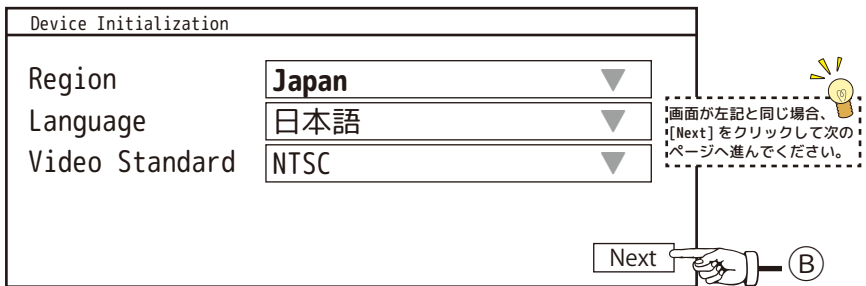 Device Initialization
Region
Japan
Language
日本語
Video Standard
NTSC
画面が左記と同じ場合、
[Next]をクリックして次の
ページへ進んでください。
Next
Ⓑ